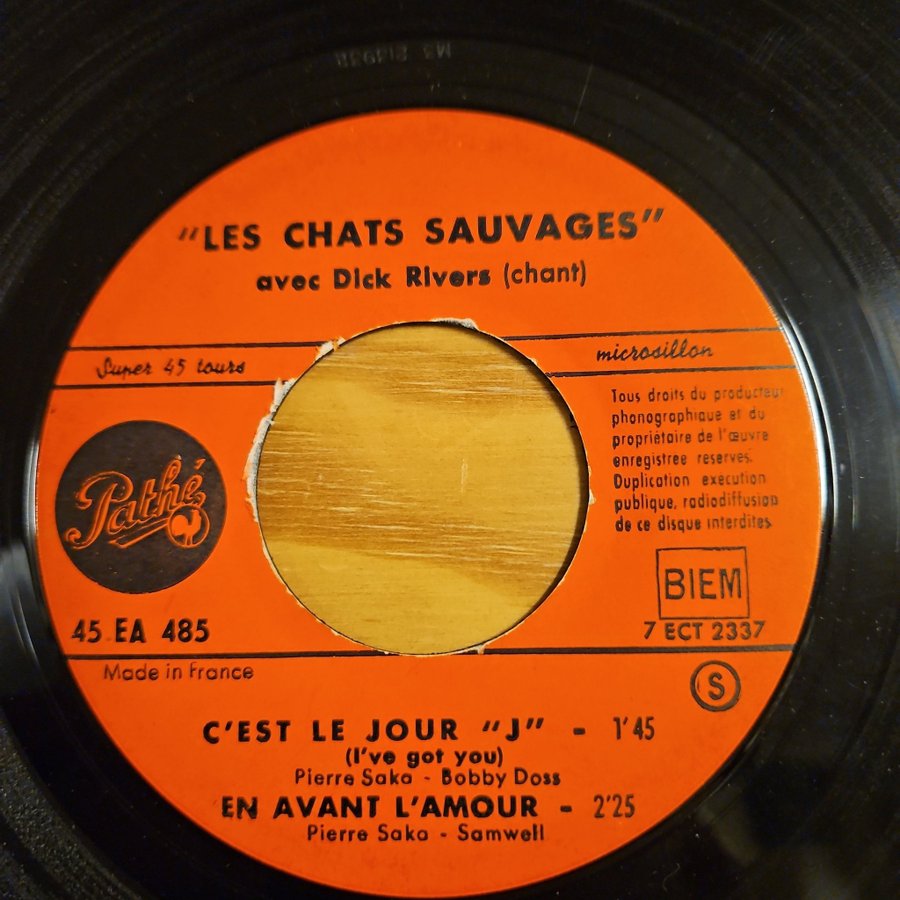 "LES CHATS SAUVAGES"
avec Dick Rivers (chant)
Super 45 tours
microsillon
Tous droits du producteur
phonographique et du
propriétaire de l'œuvre
enregistree reserves.
Duplication execution
publique, radiodiffusion
de ce disque interdites
Pathé
BIEM
45 EA 485
7 ECT 2337
Made in France
S
C'EST LE JOUR "J" - 1'45
(I've got you)
Pierre Saka - Bobby Doss
EN AVANT L'AMOUR - 2'25
Pierre Saka - Samwell